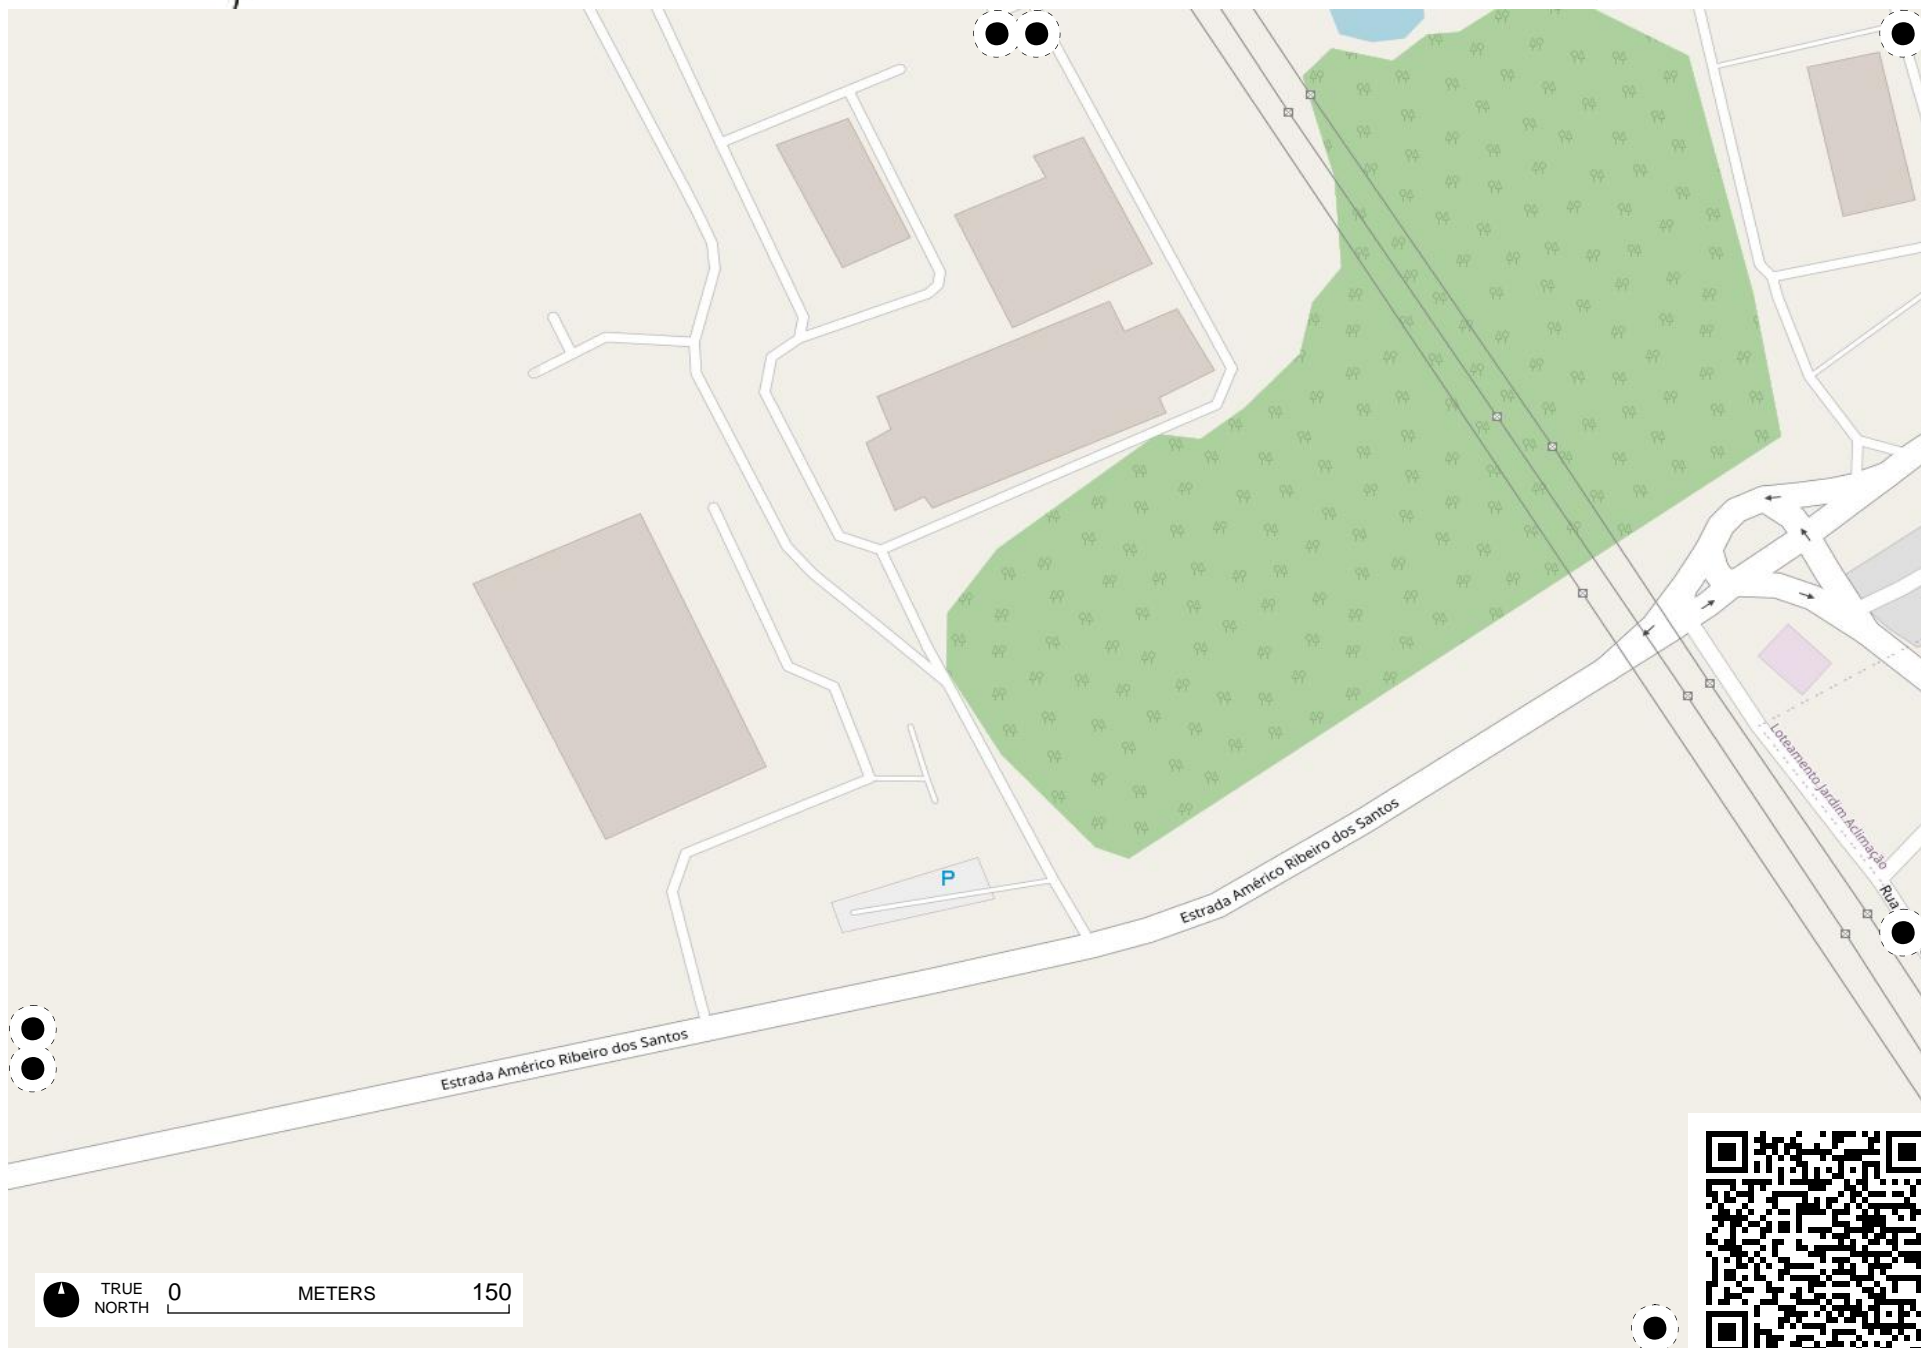 P
Estrada Américo Ribeiro dos Santos
Loteamento Jardim Aclimação
Rua
Estrada Américo Ribeiro dos Santos
TRUE NORTH
0 METERS 150